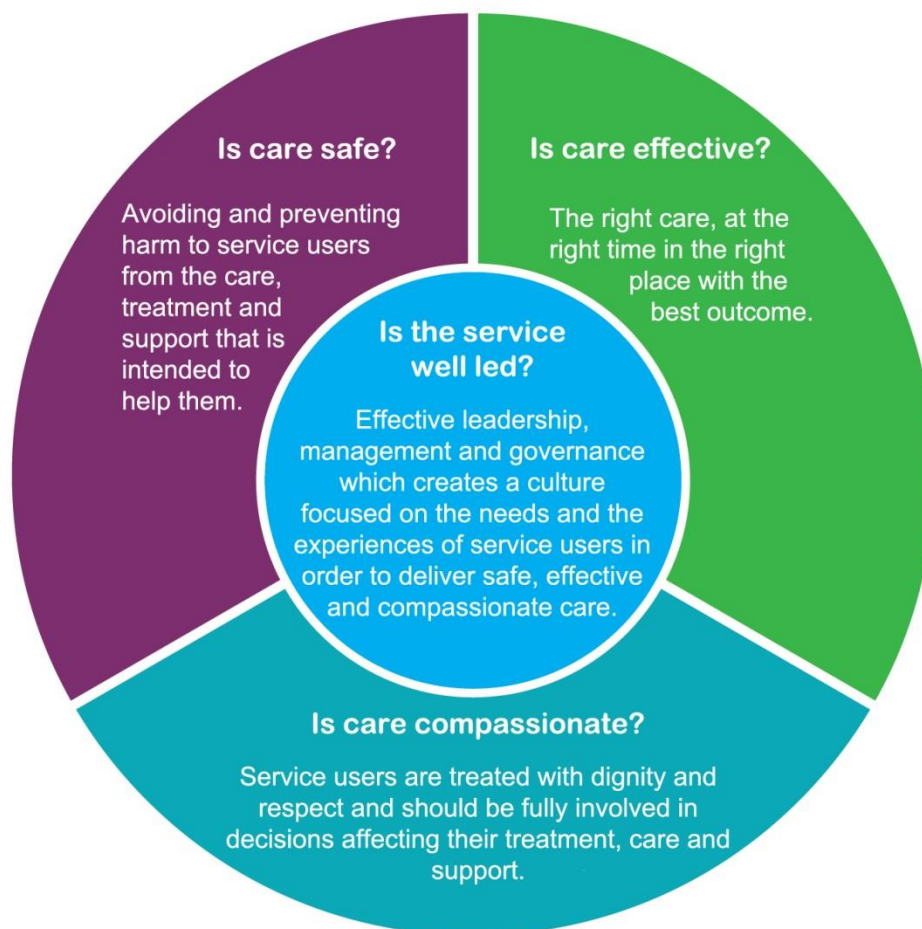 Is care safe?
Avoiding and preventing
harm to service users
from the care,
treatment and
support that is
intended to
help them.
Is care effective?
The right care, at the
right time in the right
place with the
best outcome.
Is the service
well led?
Effective leadership,
management and governance
which creates a culture
focused on the needs and the
experiences of service users in
order to deliver safe, effective
and compassionate care.
Is care compassionate?
Service users are treated with dignity and
respect and should be fully involved in
decisions affecting their treatment, care and
support.